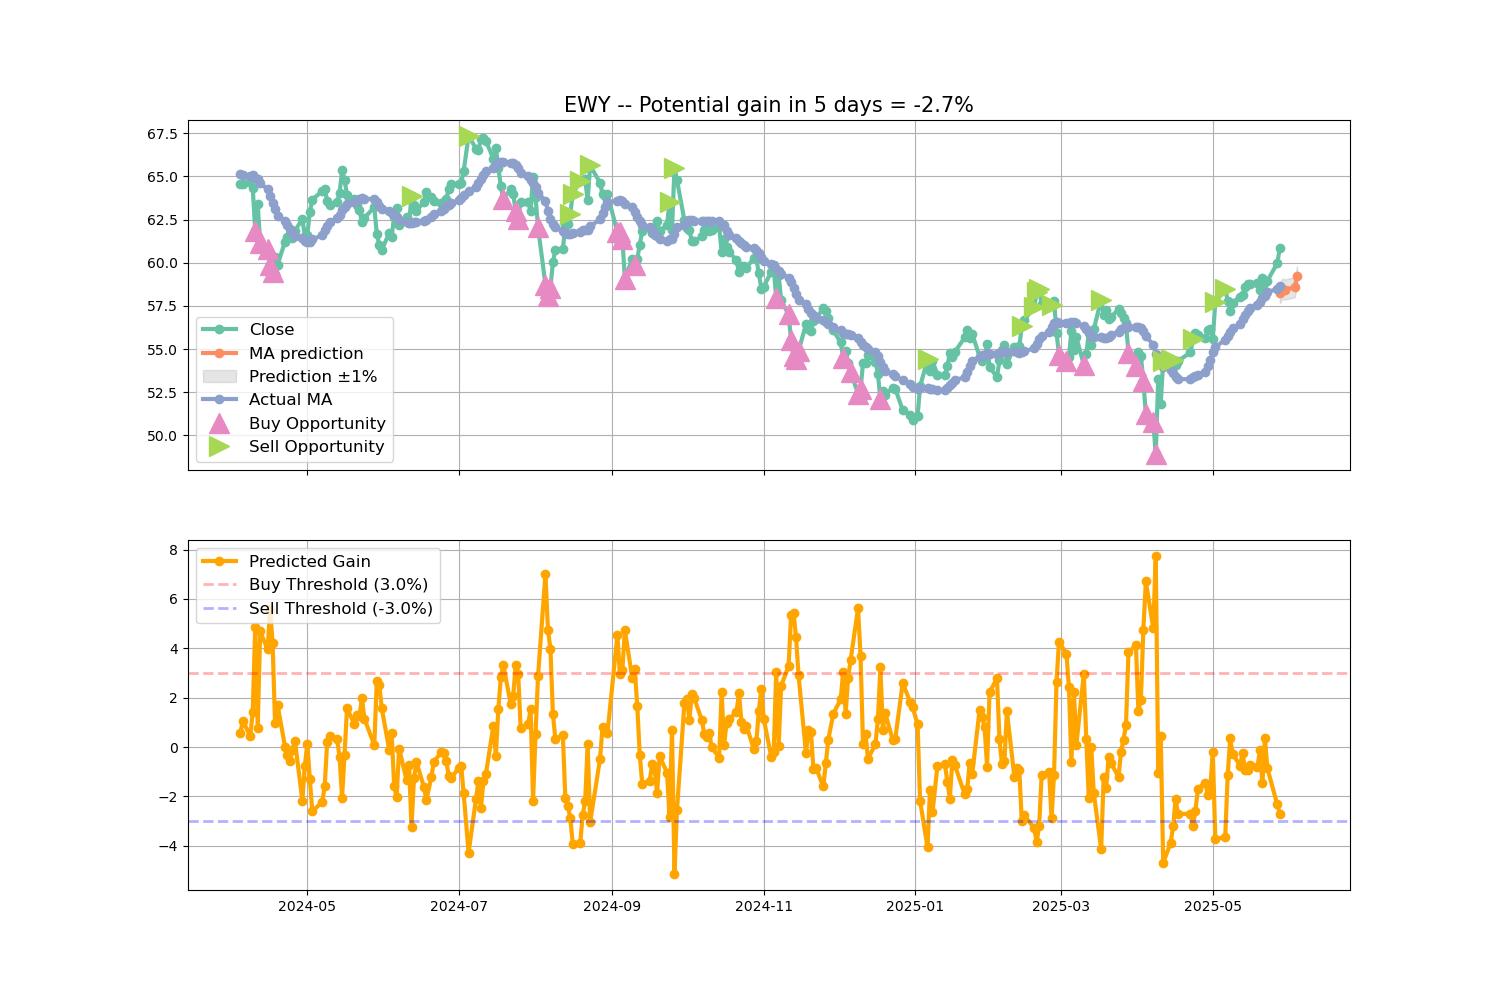 EWY -- Potential gain in 5 days = -2.7%
67.5
65.0
62.5
60.0
57.5
55.0
52.5
50.0
Close
MA prediction
Prediction ±1%
Actual MA
Buy Opportunity
Sell Opportunity
8
6
4
2
0
−2
−4
Predicted Gain
Buy Threshold (3.0%)
Sell Threshold (-3.0%)
2024-05
2024-07
2024-09
2024-11
2025-01
2025-03
2025-05